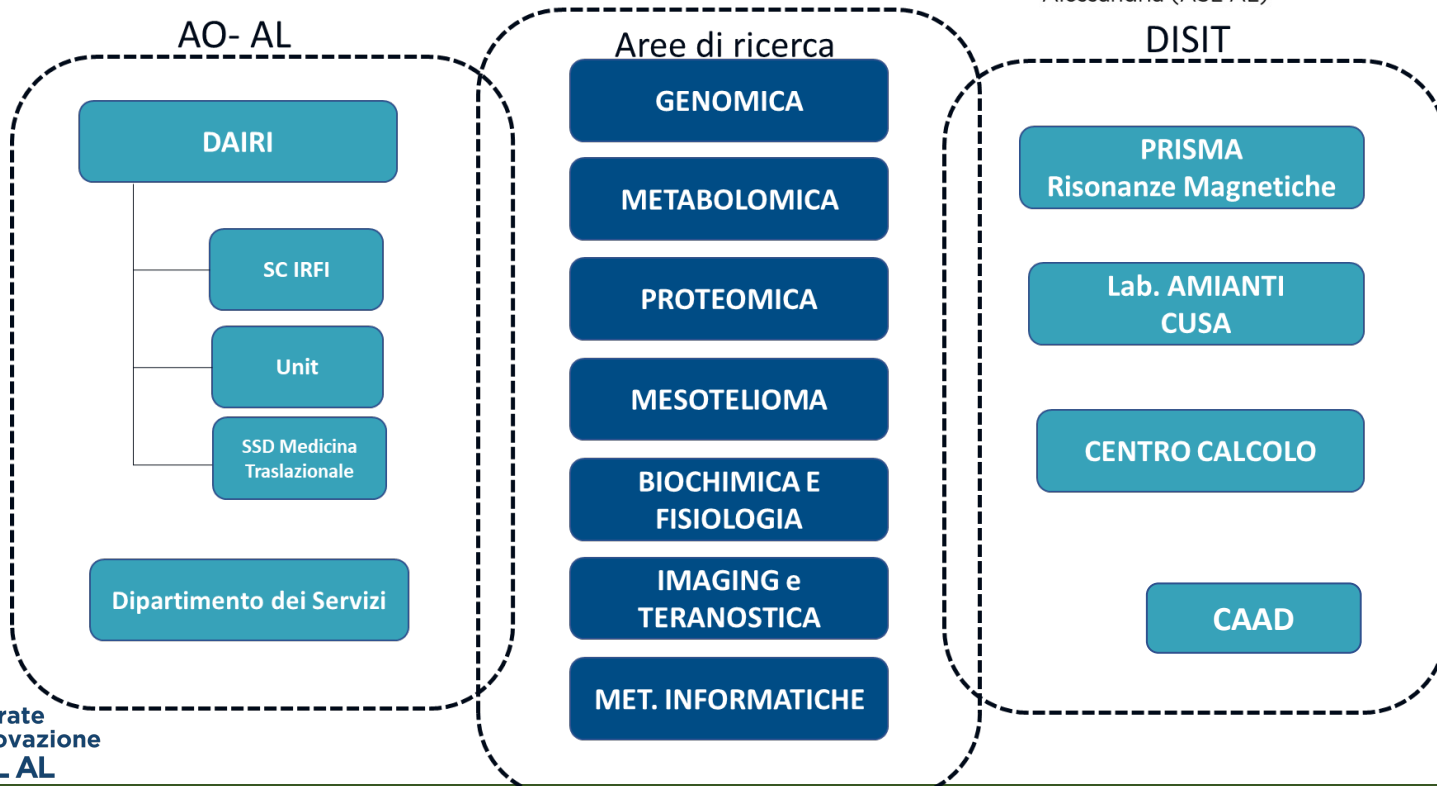 AO- AL
DAIRI
SC IRFI
Unit
SSD Medicina
Traslazionale
Dipartimento dei Servizi
Aree di ricerca
GENOMICA
METABOLOMICA
PROTEOMICA
MESOTELIOMA
BIOCHIMICA E
FISIOLOGIA
IMAGING e
TERANOSTICA
MET. INFORMATICHE
DISIT
PRISMA
Risonanze Magnetiche
Lab. AMIANTI
CUSA
CENTRO CALCOLO
CAAD
rate
ovazione
AL